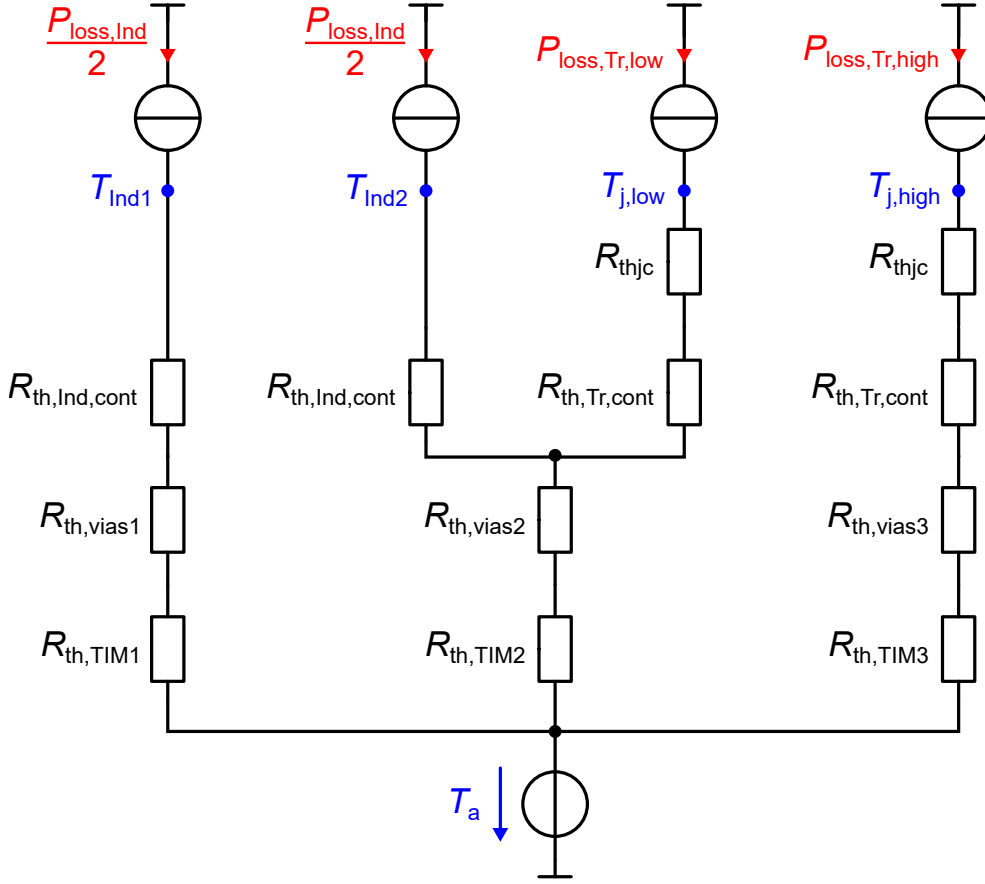 P_loss,Ind P_loss,Ind
2 2 P_loss,Tr,low P_loss,Tr,high
T_Ind1 T_Ind2 T_j,low T_j,high
R_thjc R_thjc
R_th,Ind,cont R_th,Ind,cont R_th,Tr,cont R_th,Tr,cont
R_th,vias1 R_th,vias2 R_th,vias3
R_th,TIM1 R_th,TIM2 R_th,TIM3
T_a